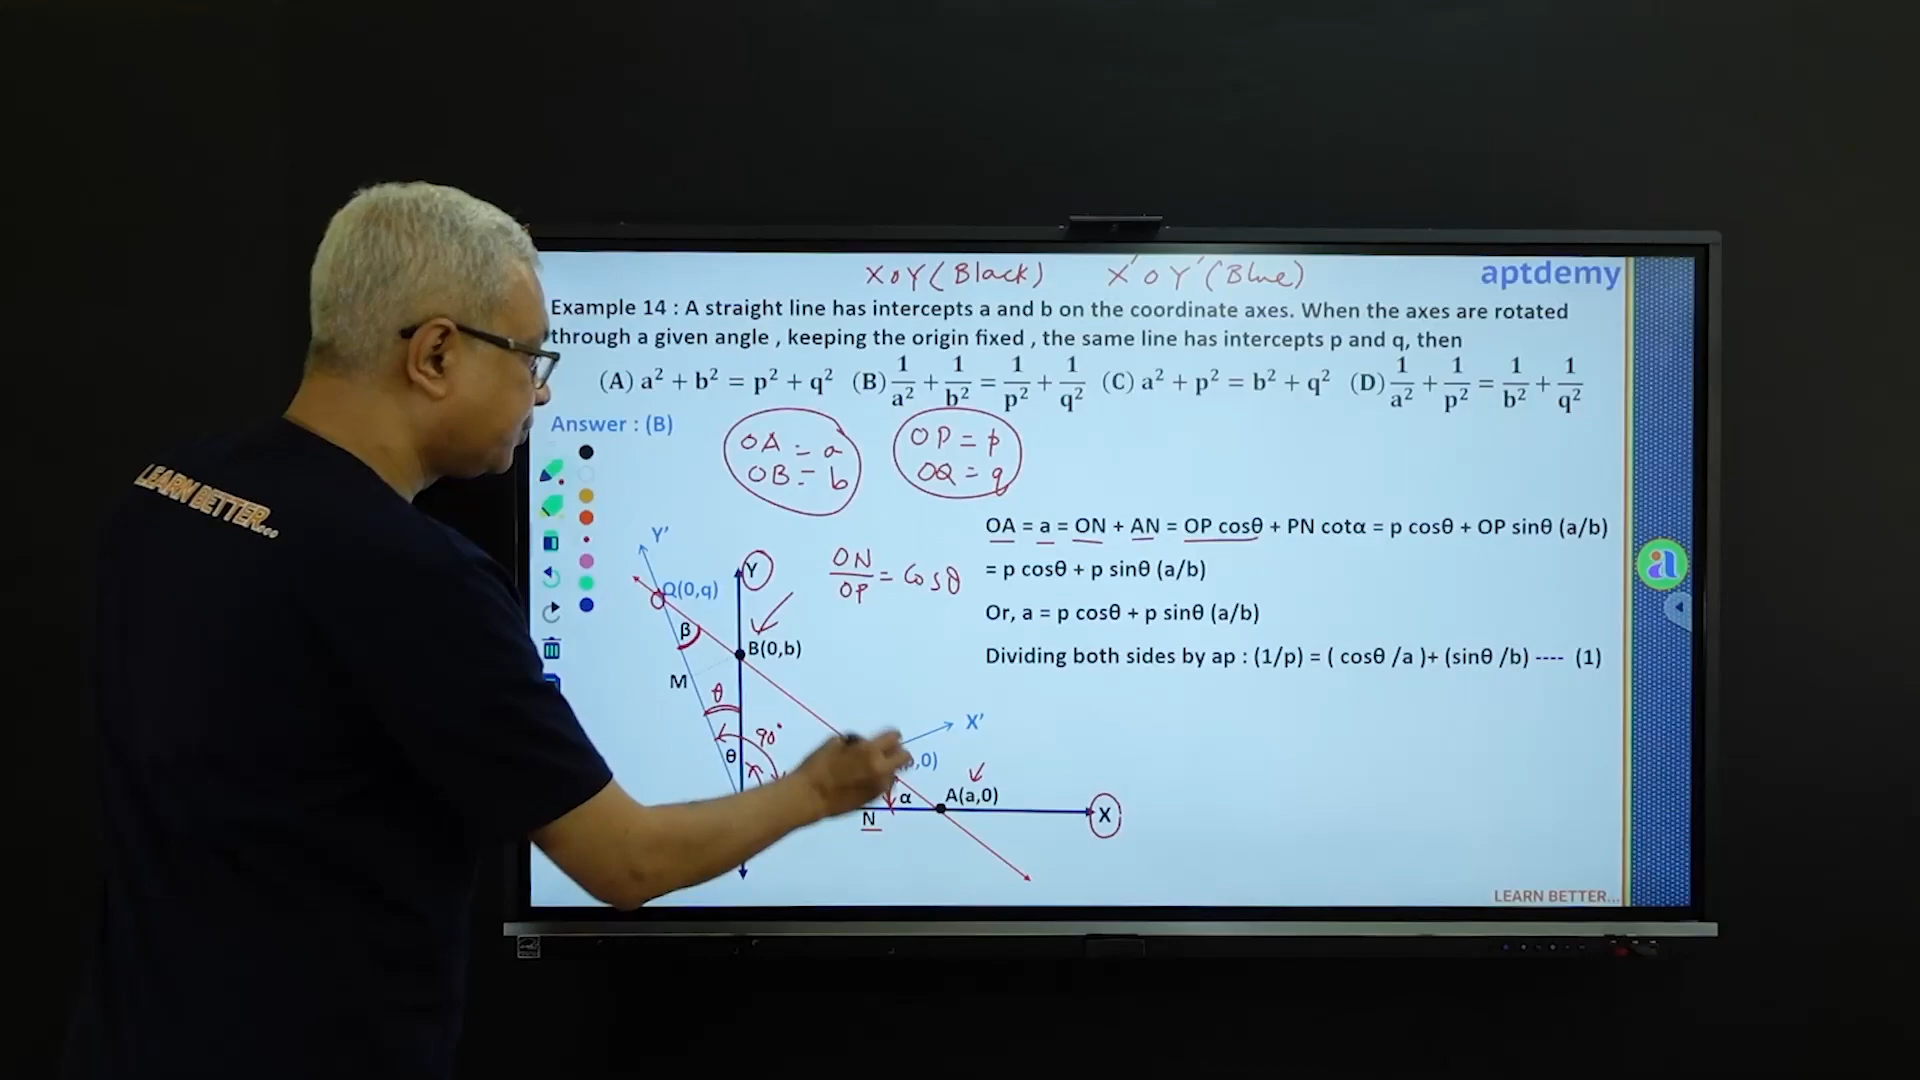 XOY (Black) X'OY' (Blue)
aptdemy
Example 14 : A straight line has intercepts a and b on the coordinate axes. When the axes are rotated
through a given angle , keeping the origin fixed , the same line has intercepts p and q, then
(A) a² + b² = p² + q² (B) 1/a² + 1/b² = 1/p² + 1/q² (C) a² + p² = b² + q² (D) 1/a² + 1/p² = 1/b² + 1/q²
Answer : (B)
OA = a
OB = b
OP = p
OQ = q
OA = a = ON + AN = OP cosθ + PN cotα = p cosθ + OP sinθ (a/b)
= p cosθ + p sinθ (a/b)
Or, a = p cosθ + p sinθ (a/b)
Dividing both sides by ap : (1/p) = ( cosθ /a )+ (sinθ /b) ---- (1)
ON/OP = Cosθ
Y'
Y
Q(0,q)
β
B(0,b)
M
θ
90°
θ
X'
,0)
α
A(a,0)
N
X
LEARN BETTER...
LEARN BETTER...
a